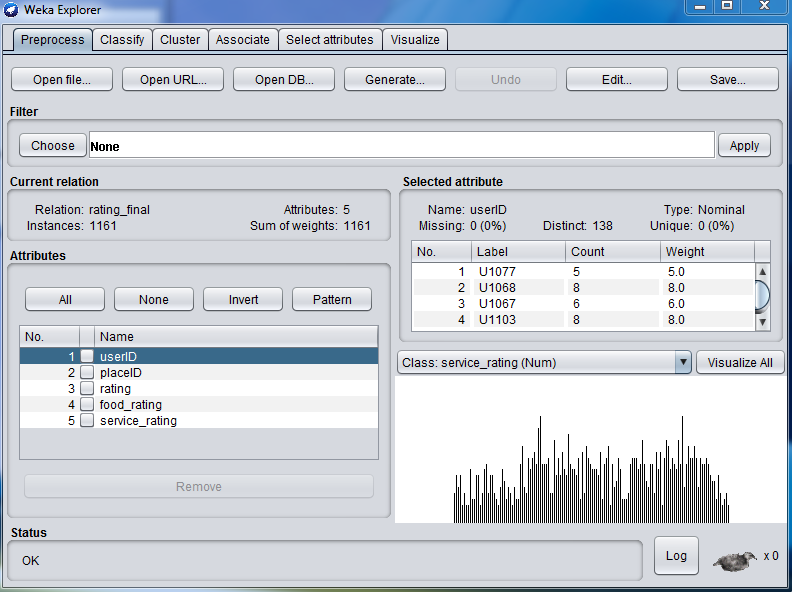 Weka Explorer
Preprocess Classify Cluster Associate Select attributes Visualize
Open file... Open URL... Open DB... Generate... Undo Edit... Save...
Filter
Choose None Apply
Current relation
Relation: rating_final Attributes: 5
Instances: 1161 Sum of weights: 1161
Selected attribute
Name: userID Type: Nominal
Missing: 0 (0%) Distinct: 138 Unique: 0 (0%)
No. Label Count Weight
1 U1077 5 5.0
2 U1068 8 8.0
3 U1067 6 6.0
4 U1103 8 8.0
Attributes
All None Invert Pattern
No. Name
1 userID
2 placeID
3 rating
4 food_rating
5 service_rating
Remove
Class: service_rating (Num) Visualize All
Status
OK
Log x 0